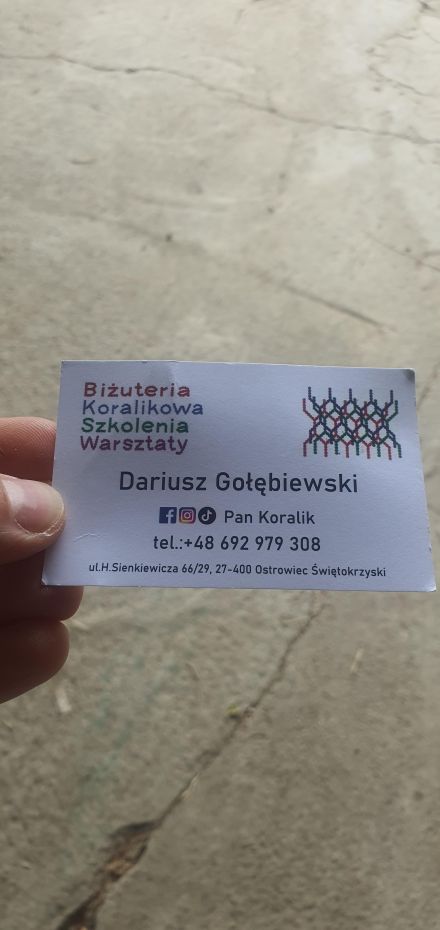 Biżuteria
Koralikowa
Szkolenia
Warsztaty
Dariusz Gołębiewski
Pan Koralik
tel.:+48 692 979 308
ul.H.Sienkiewicza 66/29, 27-400 Ostrowiec Świętokrzyski